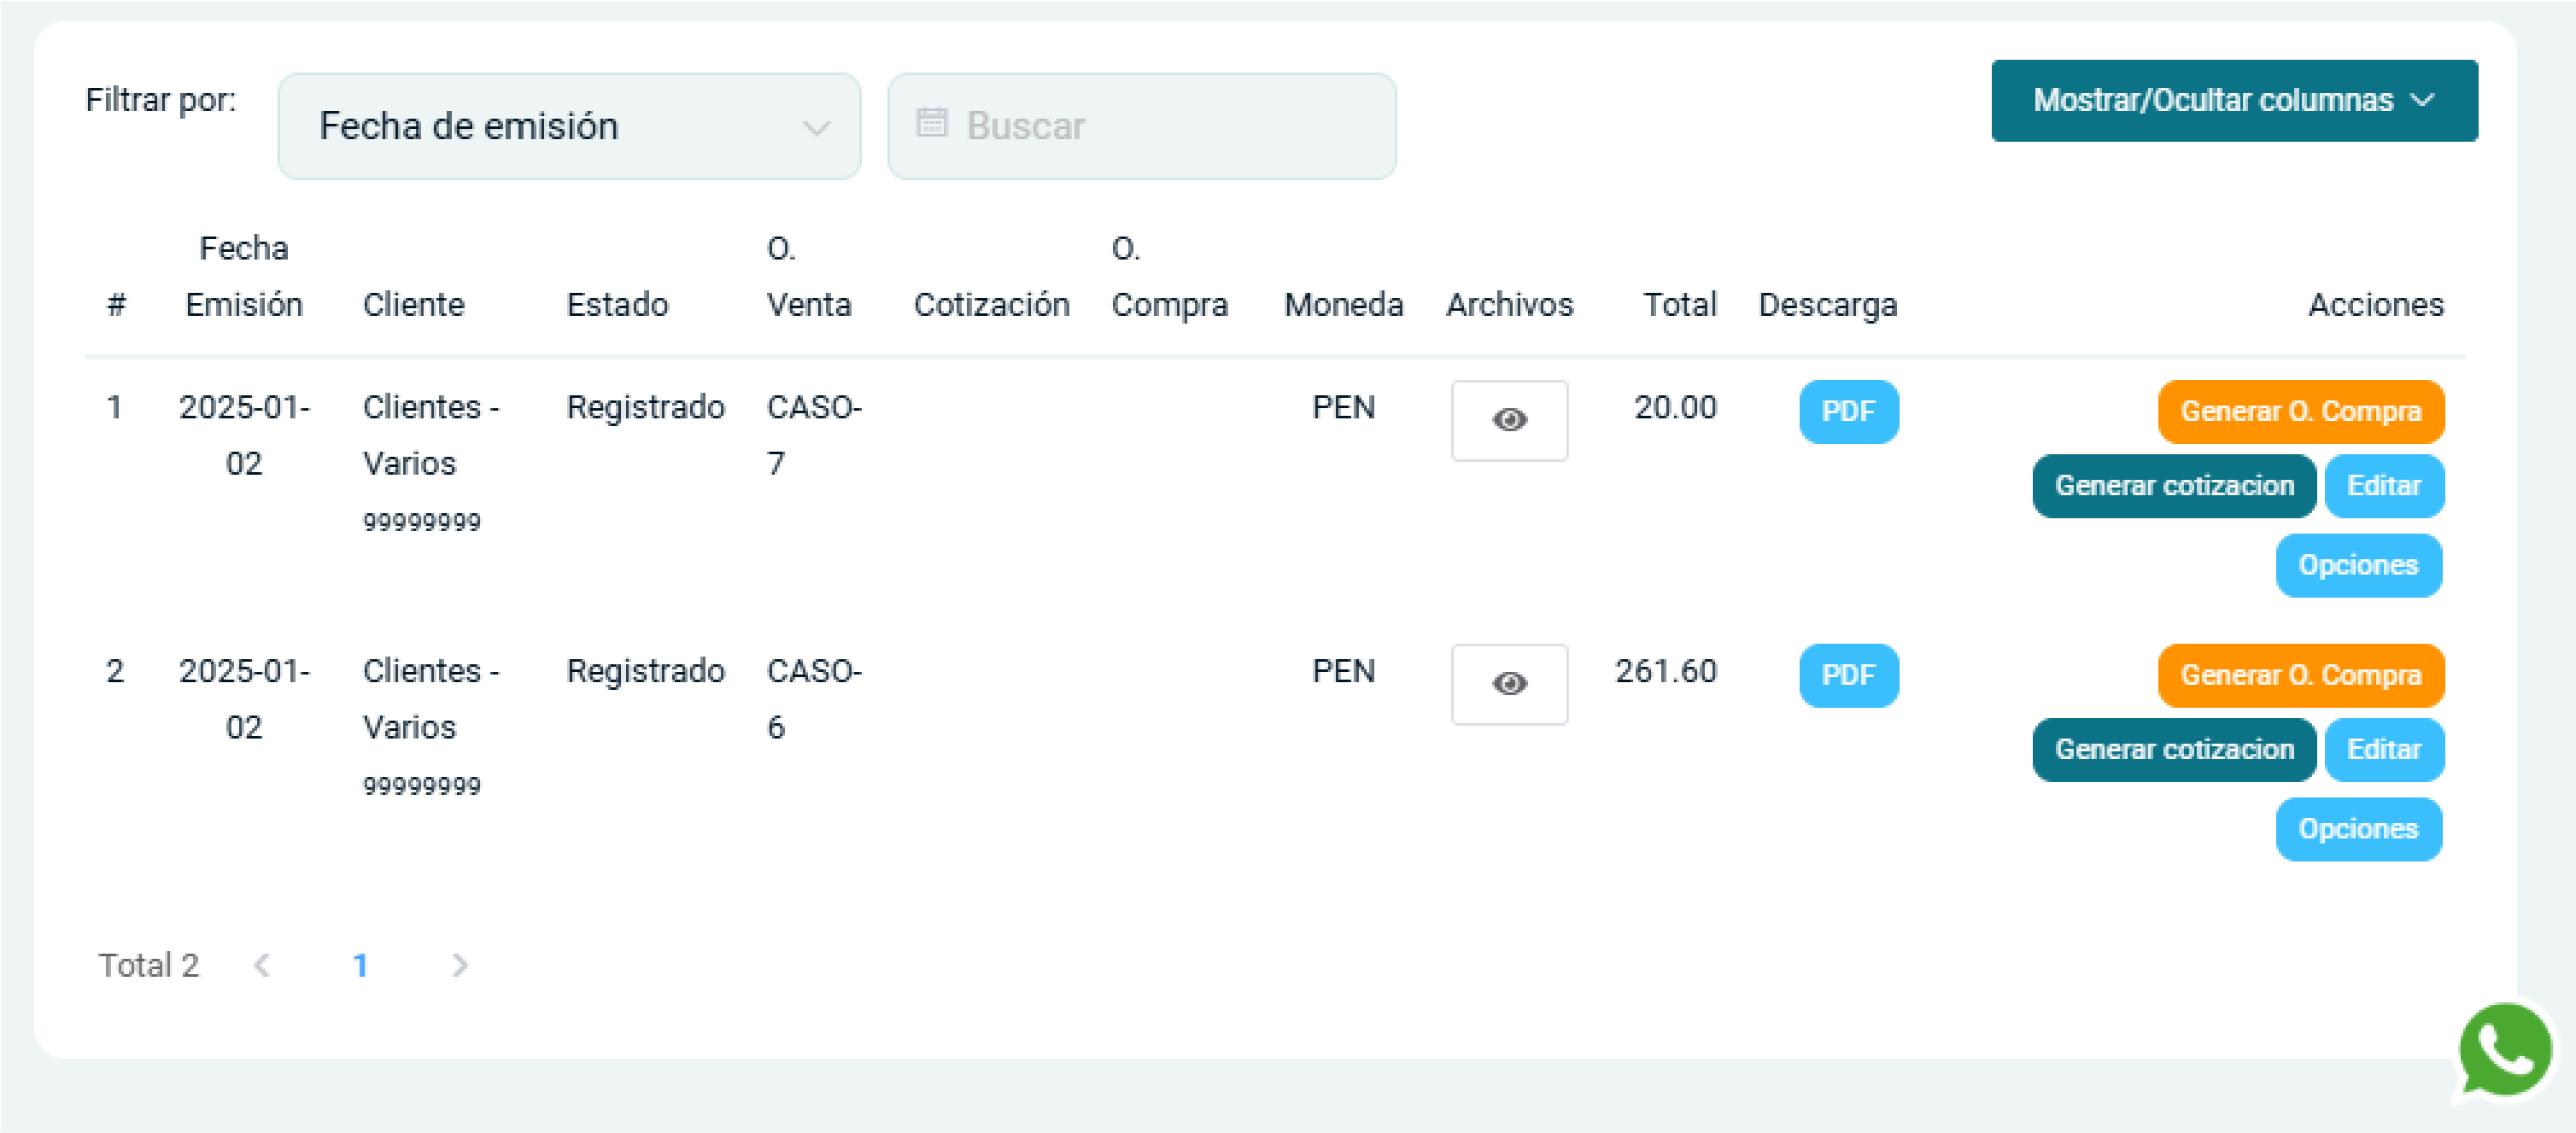 Filtrar por:
Fecha de emisión
Buscar
Mostrar/Ocultar columnas
Fecha O. O.
# Emisión Cliente Estado Venta Cotización Compra Moneda Archivos Total Descarga Acciones
1 2025-01- Clientes - Registrado CASO- PEN 20.00 PDF Generar O. Compra
02 Varios 7 Generar cotizacion Editar
99999999
Opciones
2 2025-01- Clientes - Registrado CASO- PEN 261.60 PDF Generar O. Compra
02 Varios 6 Generar cotizacion Editar
99999999
Opciones
Total 2 1